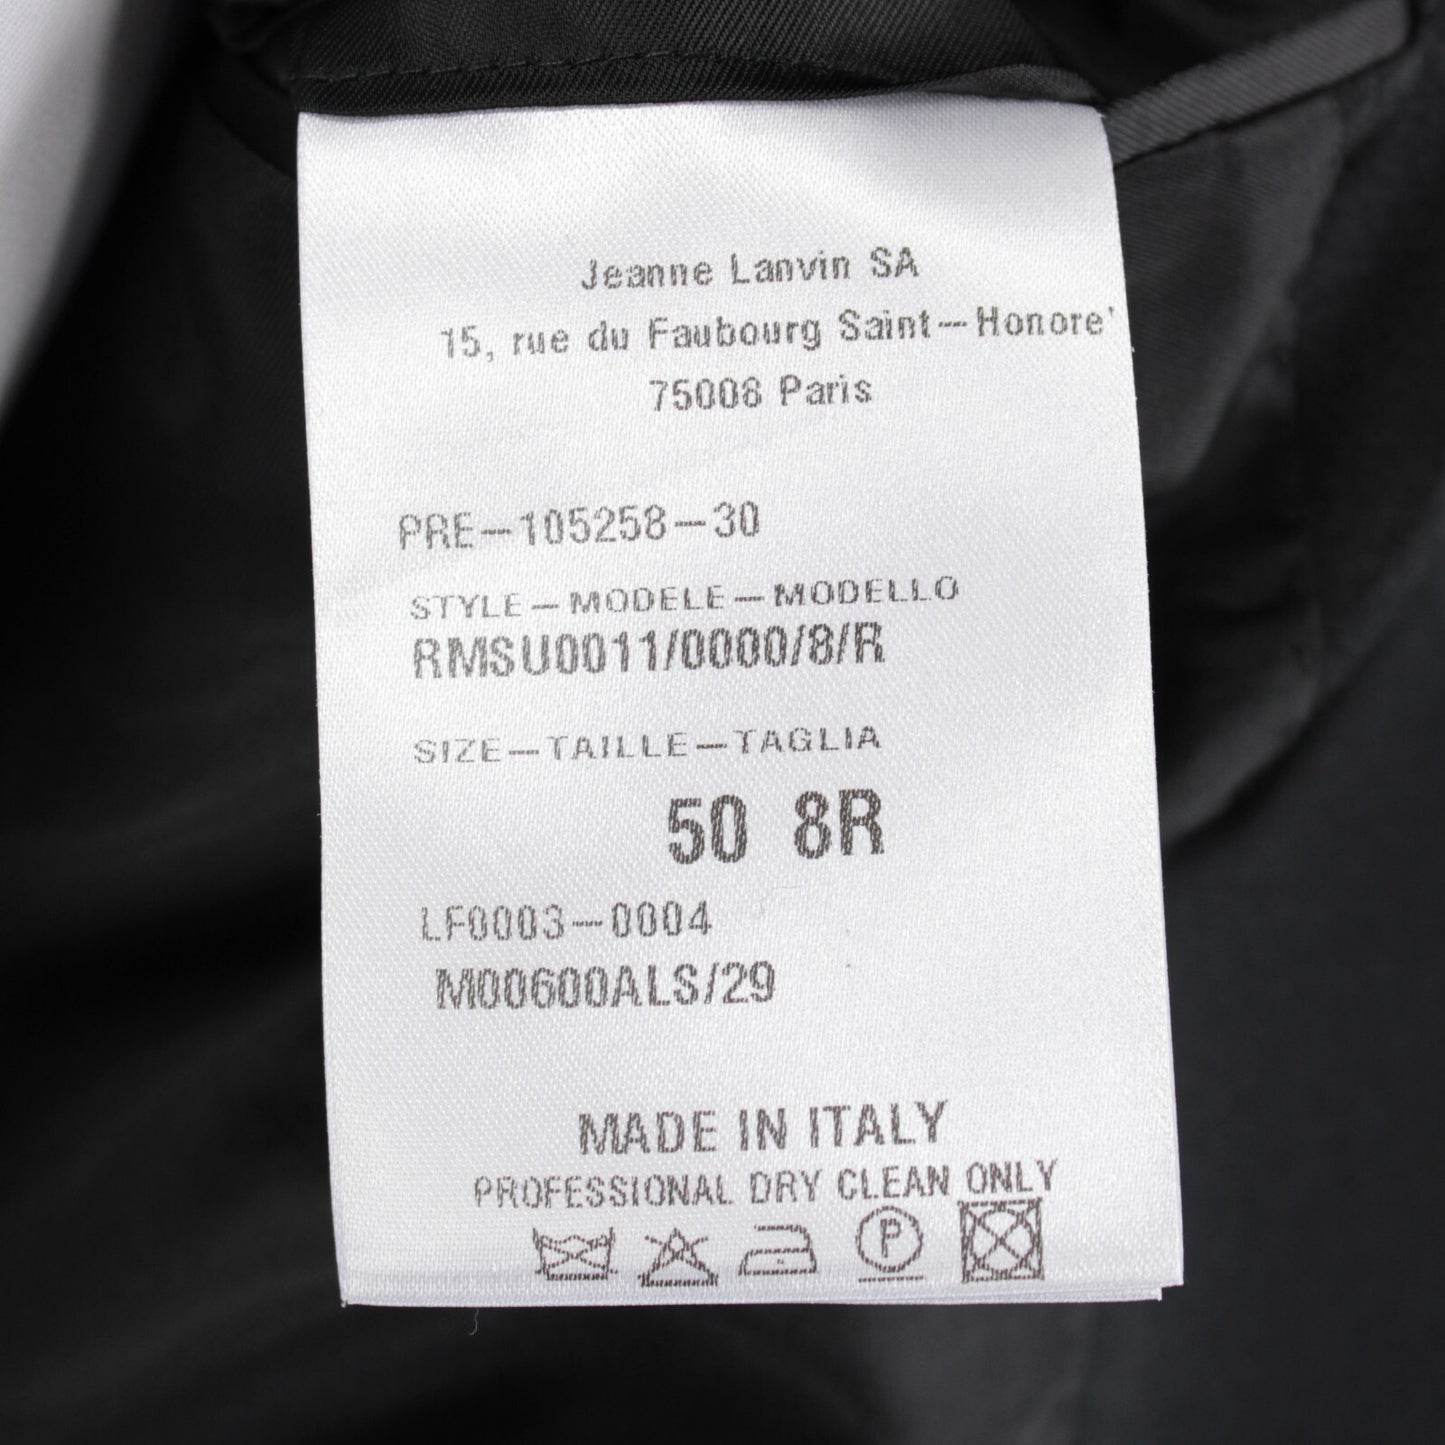 Jeanne Lanvin SA
15, rue du Faubourg Saint-Honore'
75008 Paris
PRE-105258-30
STYLE-MODELE-MODELLO
RMSU0011/0000/8/R
SIZE-TAILLE-TAGLIA
50 8R
LF0003-0004
M00600ALS/29
MADE IN ITALY
PROFESSIONAL DRY CLEAN ONLY
P